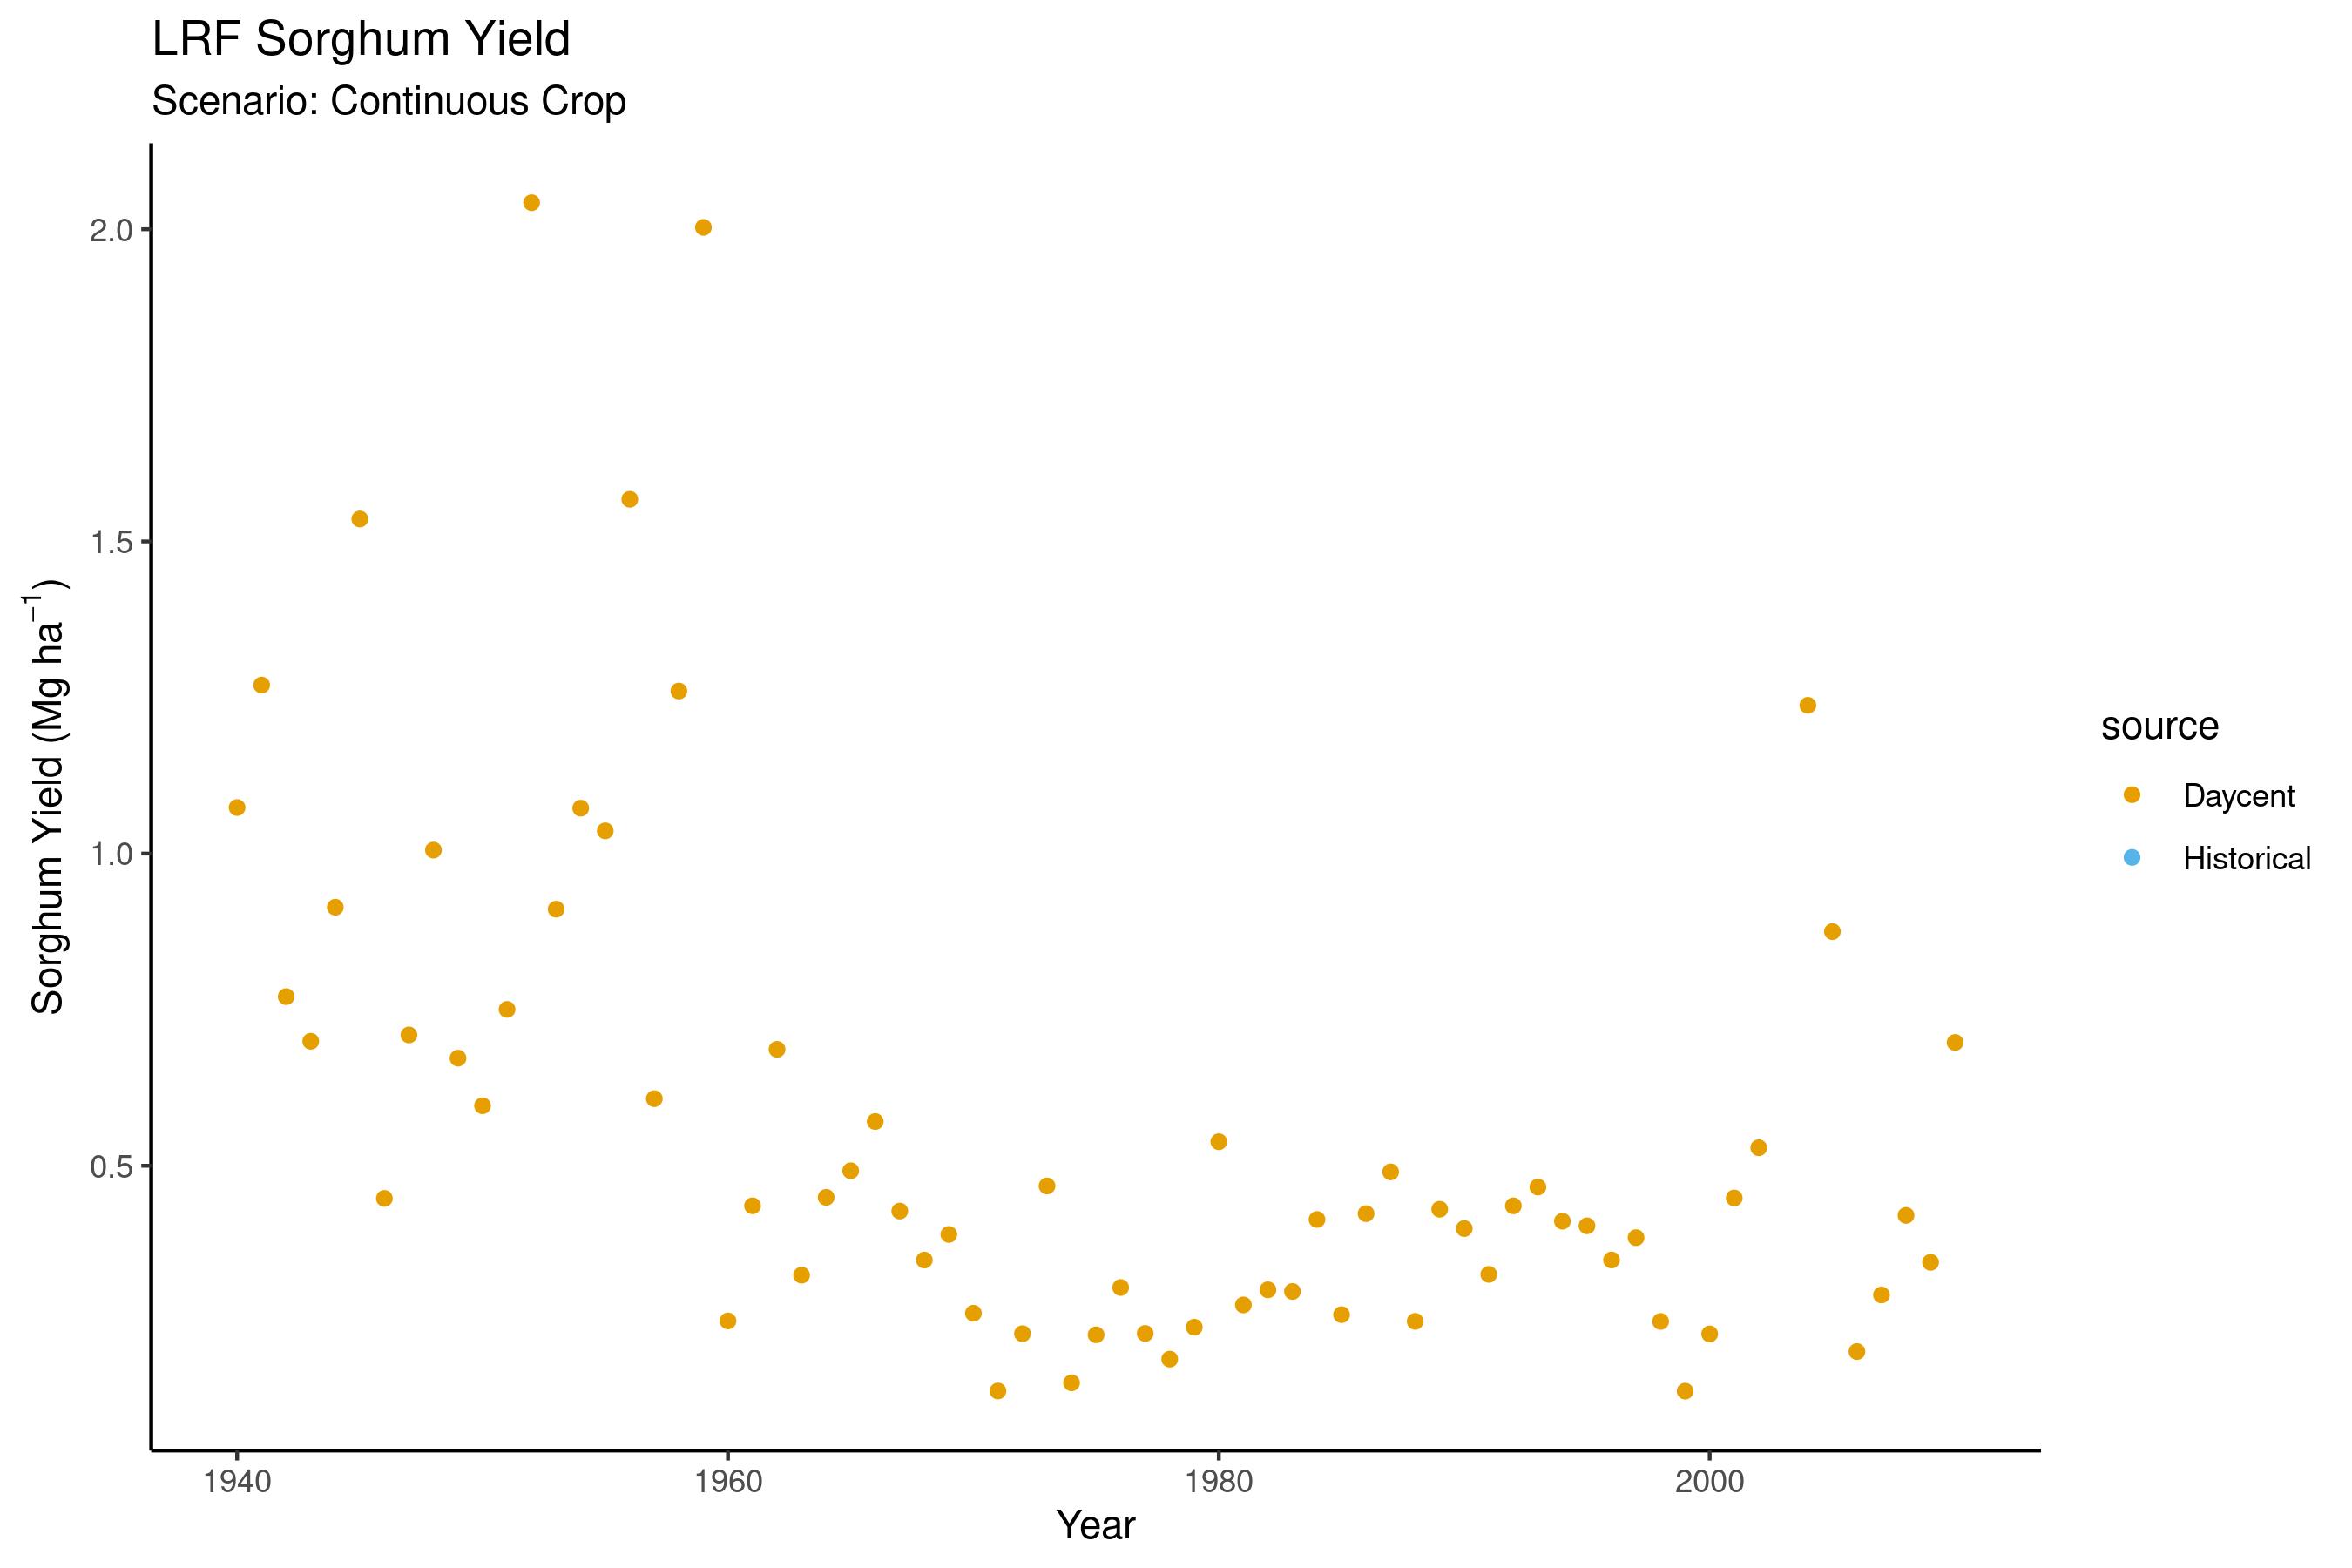 LRF Sorghum Yield
Scenario: Continuous Crop
Sorghum Yield (Mg ha⁻¹)
2.0
1.5
1.0
0.5
1940 1960 1980 2000
Year
source
Daycent
Historical